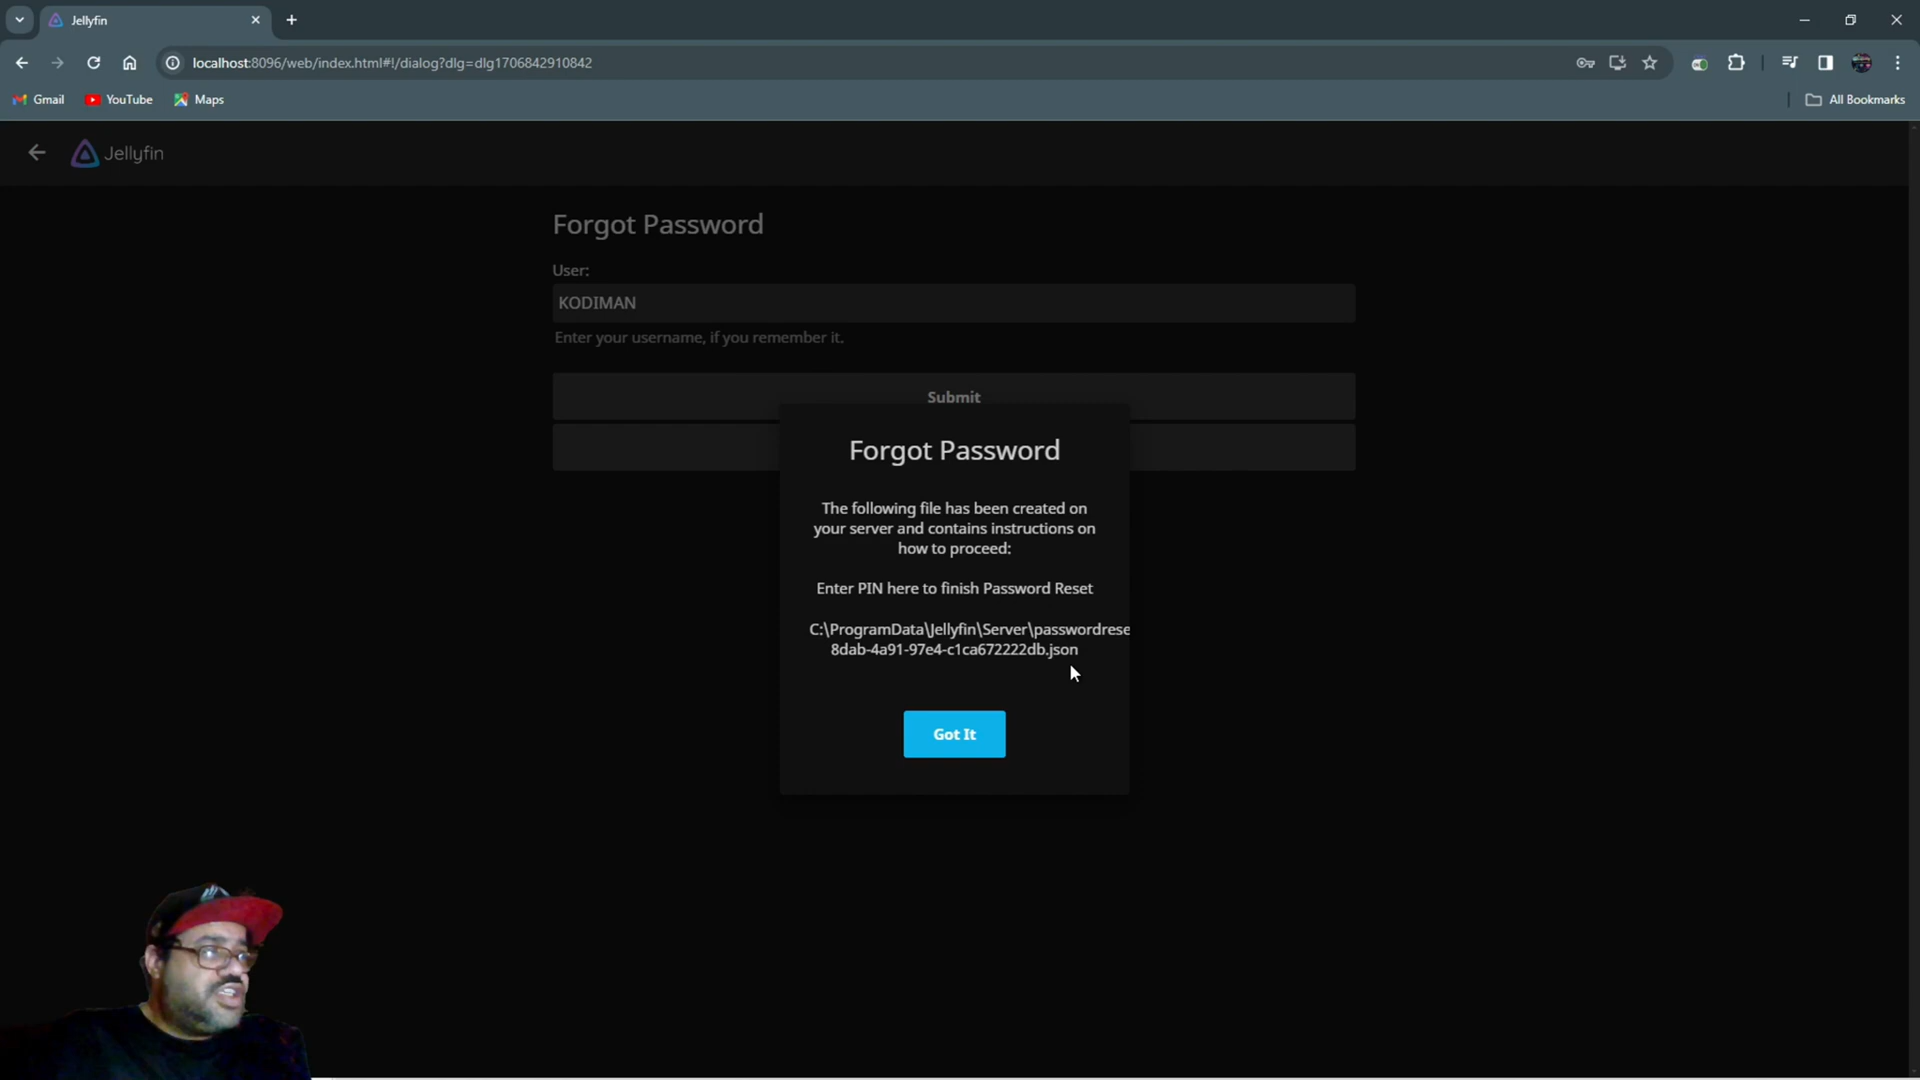 Jellyfin
localhost:8096/web/index.html#!/dialog?dlg=dlg1706842910842
Gmail
YouTube
Maps
All Bookmarks
Jellyfin
Forgot Password
User:
KODIMAN
Enter your username, if you remember it.
Submit
Forgot Password
The following file has been created on
your server and contains instructions on
how to proceed:
Enter PIN here to finish Password Reset
C:\ProgramData\Jellyfin\Server\passwordrese
8dab-4a91-97e4-c1ca672222db.json
Got It